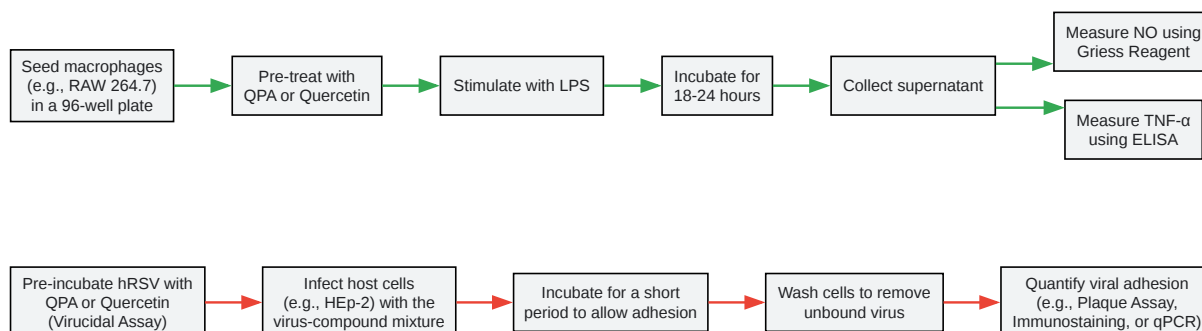 Seed macrophages
(e.g., RAW 264.7)
in a 96-well plate
Pre-treat with
QPA or Quercetin
Stimulate with LPS
Incubate for
18-24 hours
Collect supernatant
Measure NO using
Griess Reagent
Measure TNF-α
using ELISA
Pre-incubate hRSV with
QPA or Quercetin
(Virucidal Assay)
Infect host cells
(e.g., HEp-2) with the
virus-compound mixture
Incubate for a short
period to allow adhesion
Wash cells to remove
unbound virus
Quantify viral adhesion
(e.g., Plaque Assay,
Immunostaining, or qPCR)